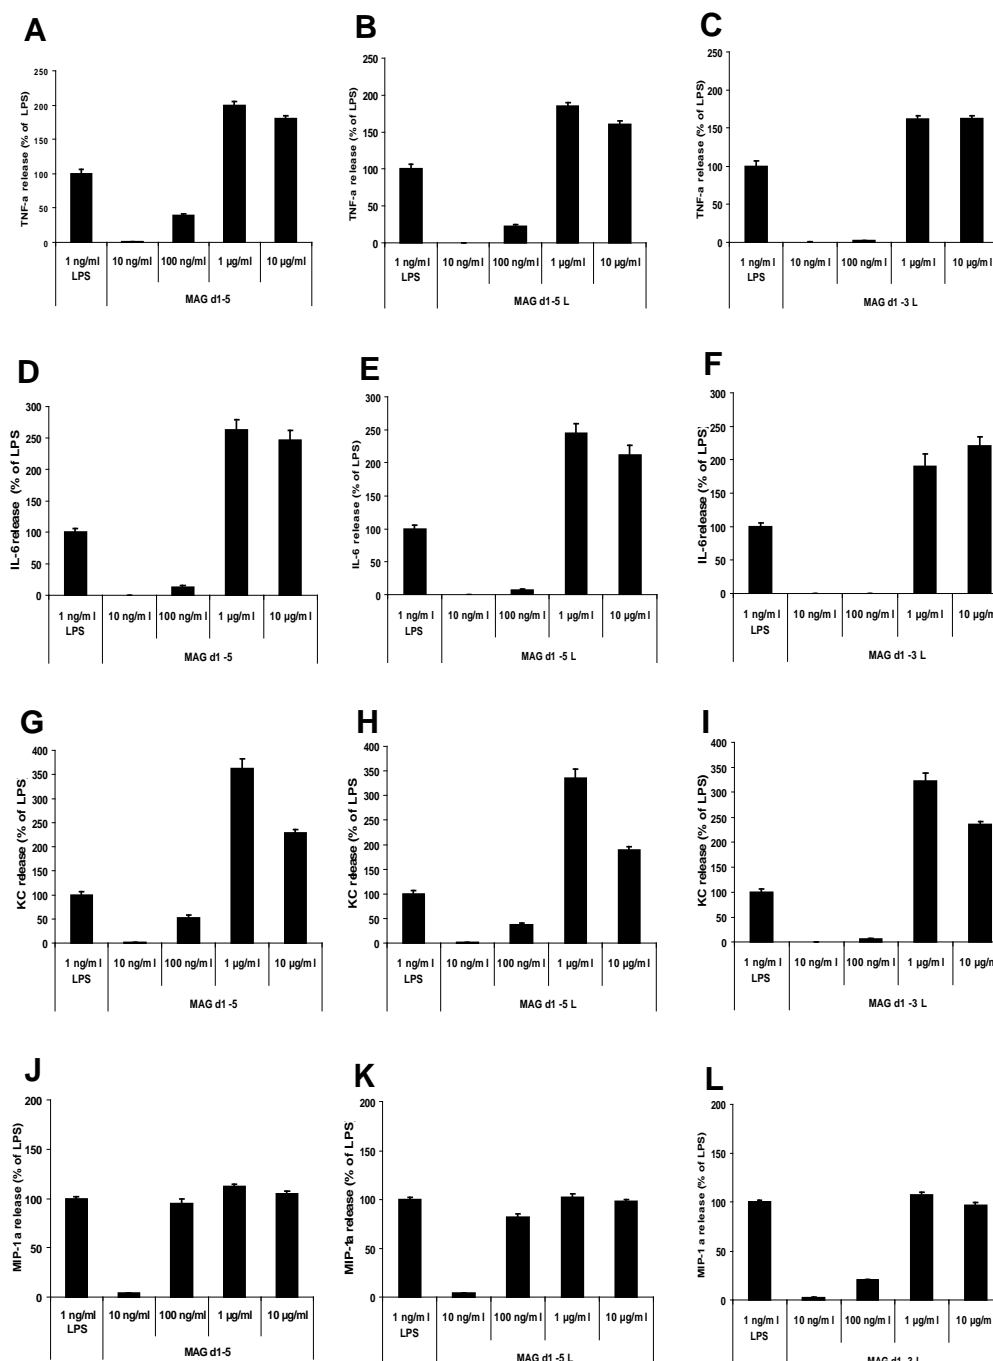 A
TNF-a release (% of LPS)
250
200
150
100
50
0
1 ng/ml 10 ng/ml 100 ng/ml 1 µg/ml 10 µg/ml
LPS
MAG d1-5
B
TNF-a release (% of LPS)
250
200
150
100
50
0
1 ng/ml 10 ng/ml 100 ng/ml 1 µg/ml 10 µg/ml
LPS
MAG d1-5 L
C
TNF-a release (% of LPS)
250
200
150
100
50
0
1 ng/ml 10 ng/ml 100 ng/ml 1 µg/ml 10 µg/ml
LPS
MAG d1-3 L
D
IL-6 release (% of LPS
300
250
200
150
100
50
0
1 ng/ml 10 ng/ml 100 ng/ml 1 µg/ml 10 µg/ml
LPS
MAG d1-5
E
IL-6 release (% of LPS)
300
250
200
150
100
50
0
1 ng/ml 10 ng/ml 100 ng/ml 1 µg/ml 10 µg/ml
LPS
MAG d1-5 L
F
IL-6 release (% of LPS)
300
250
200
150
100
50
0
1 ng/ml 10 ng/ml 100 ng/ml 1 µg/ml 10 µg/ml
LPS
MAG d1-3 L
G
KC release (% of LPS
400
350
300
250
200
150
100
50
0
1 ng/ml 10 ng/ml 100 ng/ml 1 µg/ml 10 µg/ml
LPS
MAG d1-5
H
KC release (% of LPS
400
350
300
250
200
150
100
50
0
1 ng/ml 10 ng/ml 100 ng/ml 1 µg/ml 10 µg/ml
LPS
MAG d1-5 L
I
KC release (% of LPS)
400
350
300
250
200
150
100
50
0
1 ng/ml 10 ng/ml 100 ng/ml 1 µg/ml 10 µg/ml
LPS
MAG d1-3 L
J
MIP-1a release (% of LPS)
200
150
100
50
0
1 ng/ml 10 ng/ml 100 ng/ml 1 µg/ml 10 µg/ml
LPS
MAG d1-5
K
MIP-1a release (% of LPS
200
150
100
50
0
1 ng/ml 10 ng/ml 100 ng/ml 1 µg/ml 10 µg/ml
LPS
MAG d1-5 L
L
MIP-1 a release (% of LPS)
200
150
100
50
0
1 ng/ml 10 ng/ml 100 ng/ml 1 µg/ml 10 µg/m
LPS
MAG d1-3 L